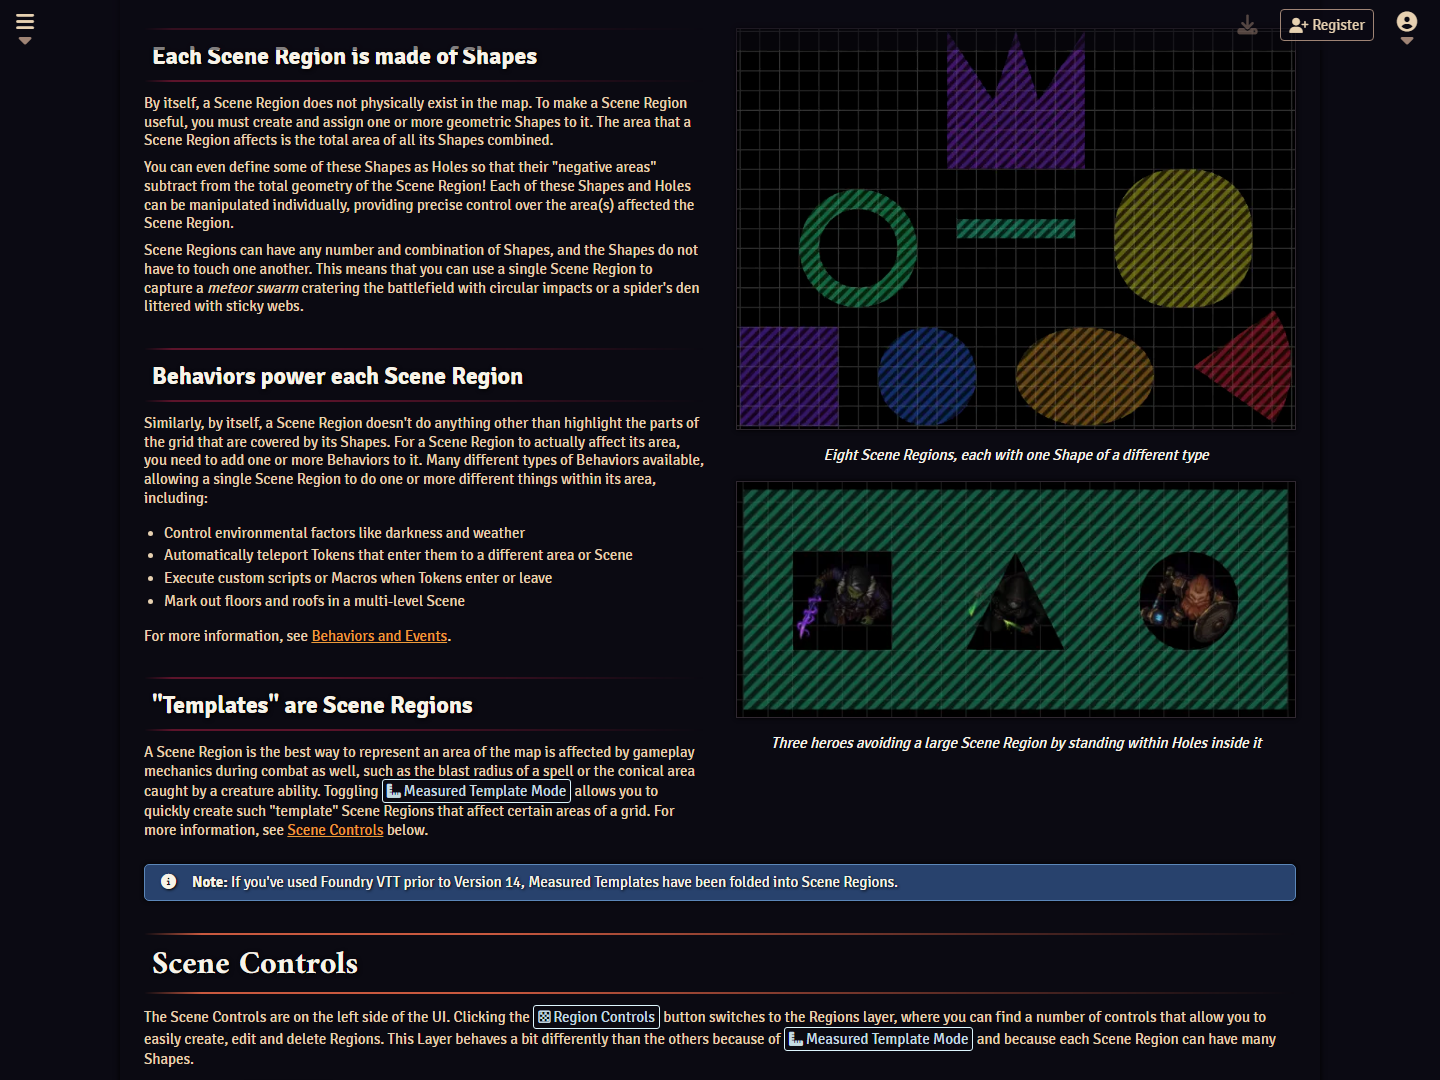 Register
Each Scene Region is made of Shapes
By itself, a Scene Region does not physically exist in the map. To make a Scene Region
useful, you must create and assign one or more geometric Shapes to it. The area that a
Scene Region affects is the total area of all its Shapes combined.
You can even define some of these Shapes as Holes so that their "negative areas"
subtract from the total geometry of the Scene Region! Each of these Shapes and Holes
can be manipulated individually, providing precise control over the area(s) affected the
Scene Region.
Scene Regions can have any number and combination of Shapes, and the Shapes do not
have to touch one another. This means that you can use a single Scene Region to
capture a meteor swarm cratering the battlefield with circular impacts or a spider's den
littered with sticky webs.
Behaviors power each Scene Region
Similarly, by itself, a Scene Region doesn't do anything other than highlight the parts of
the grid that are covered by its Shapes. For a Scene Region to actually affect its area,
you need to add one or more Behaviors to it. Many different types of Behaviors available,
allowing a single Scene Region to do one or more different things within its area,
including:
• Control environmental factors like darkness and weather
• Automatically teleport Tokens that enter them to a different area or Scene
• Execute custom scripts or Macros when Tokens enter or leave
• Mark out floors and roofs in a multi-level Scene
For more information, see Behaviors and Events.
"Templates" are Scene Regions
A Scene Region is the best way to represent an area of the map is affected by gameplay
mechanics during combat as well, such as the blast radius of a spell or the conical area
caught by a creature ability. Toggling Measured Template Mode allows you to
quickly create such "template" Scene Regions that affect certain areas of a grid. For
more information, see Scene Controls below.
Eight Scene Regions, each with one Shape of a different type
Three heroes avoiding a large Scene Region by standing within Holes inside it
Note: If you've used Foundry VTT prior to Version 14, Measured Templates have been folded into Scene Regions.
Scene Controls
The Scene Controls are on the left side of the UI. Clicking the Region Controls button switches to the Regions layer, where you can find a number of controls that allow you to
easily create, edit and delete Regions. This Layer behaves a bit differently than the others because of Measured Template Mode and because each Scene Region can have many
Shapes.